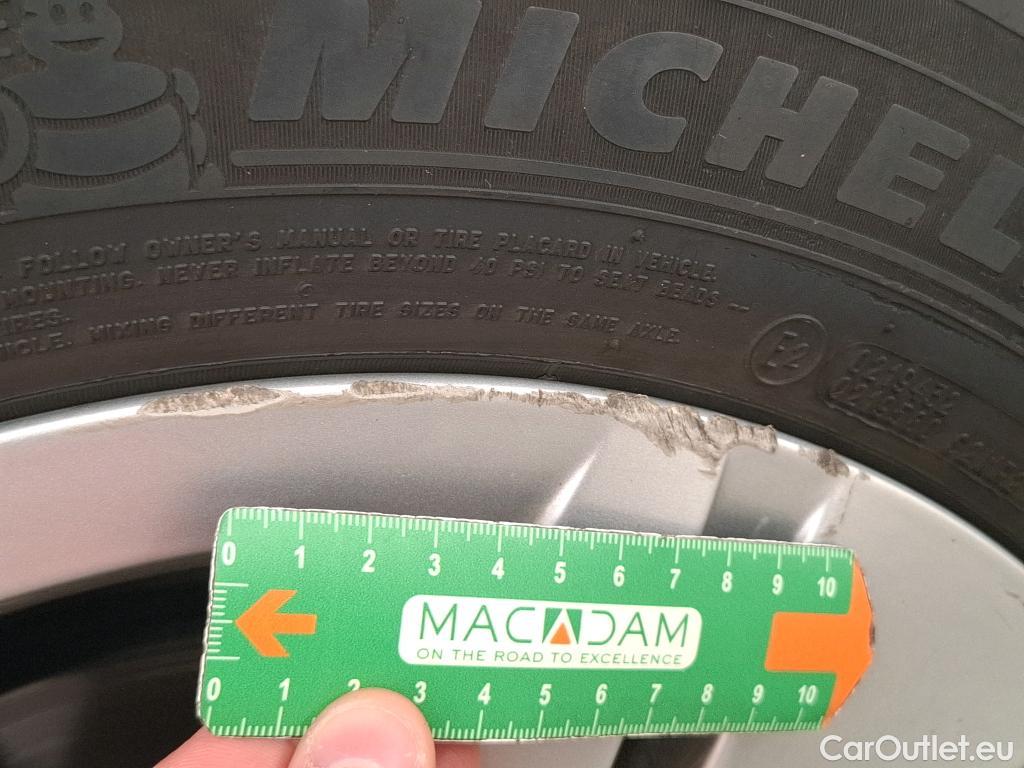 MICHEL
FOLLOW OWNER'S MANUAL OR TIRE PLACARD IN VEHICLE.
MOUNTING. NEVER INFLATE BEYOND 40 PSI TO SEAT BEADS --
MIXING DIFFERENT TIRE SIZES ON THE SAME AXLE.
E2
0 1 2 3 4 5 6 7 8 9 10
MACADAM
ON THE ROAD TO EXCELLENCE
0 1 2 3 4 5 6 7 8 9 10
CarOutlet.eu